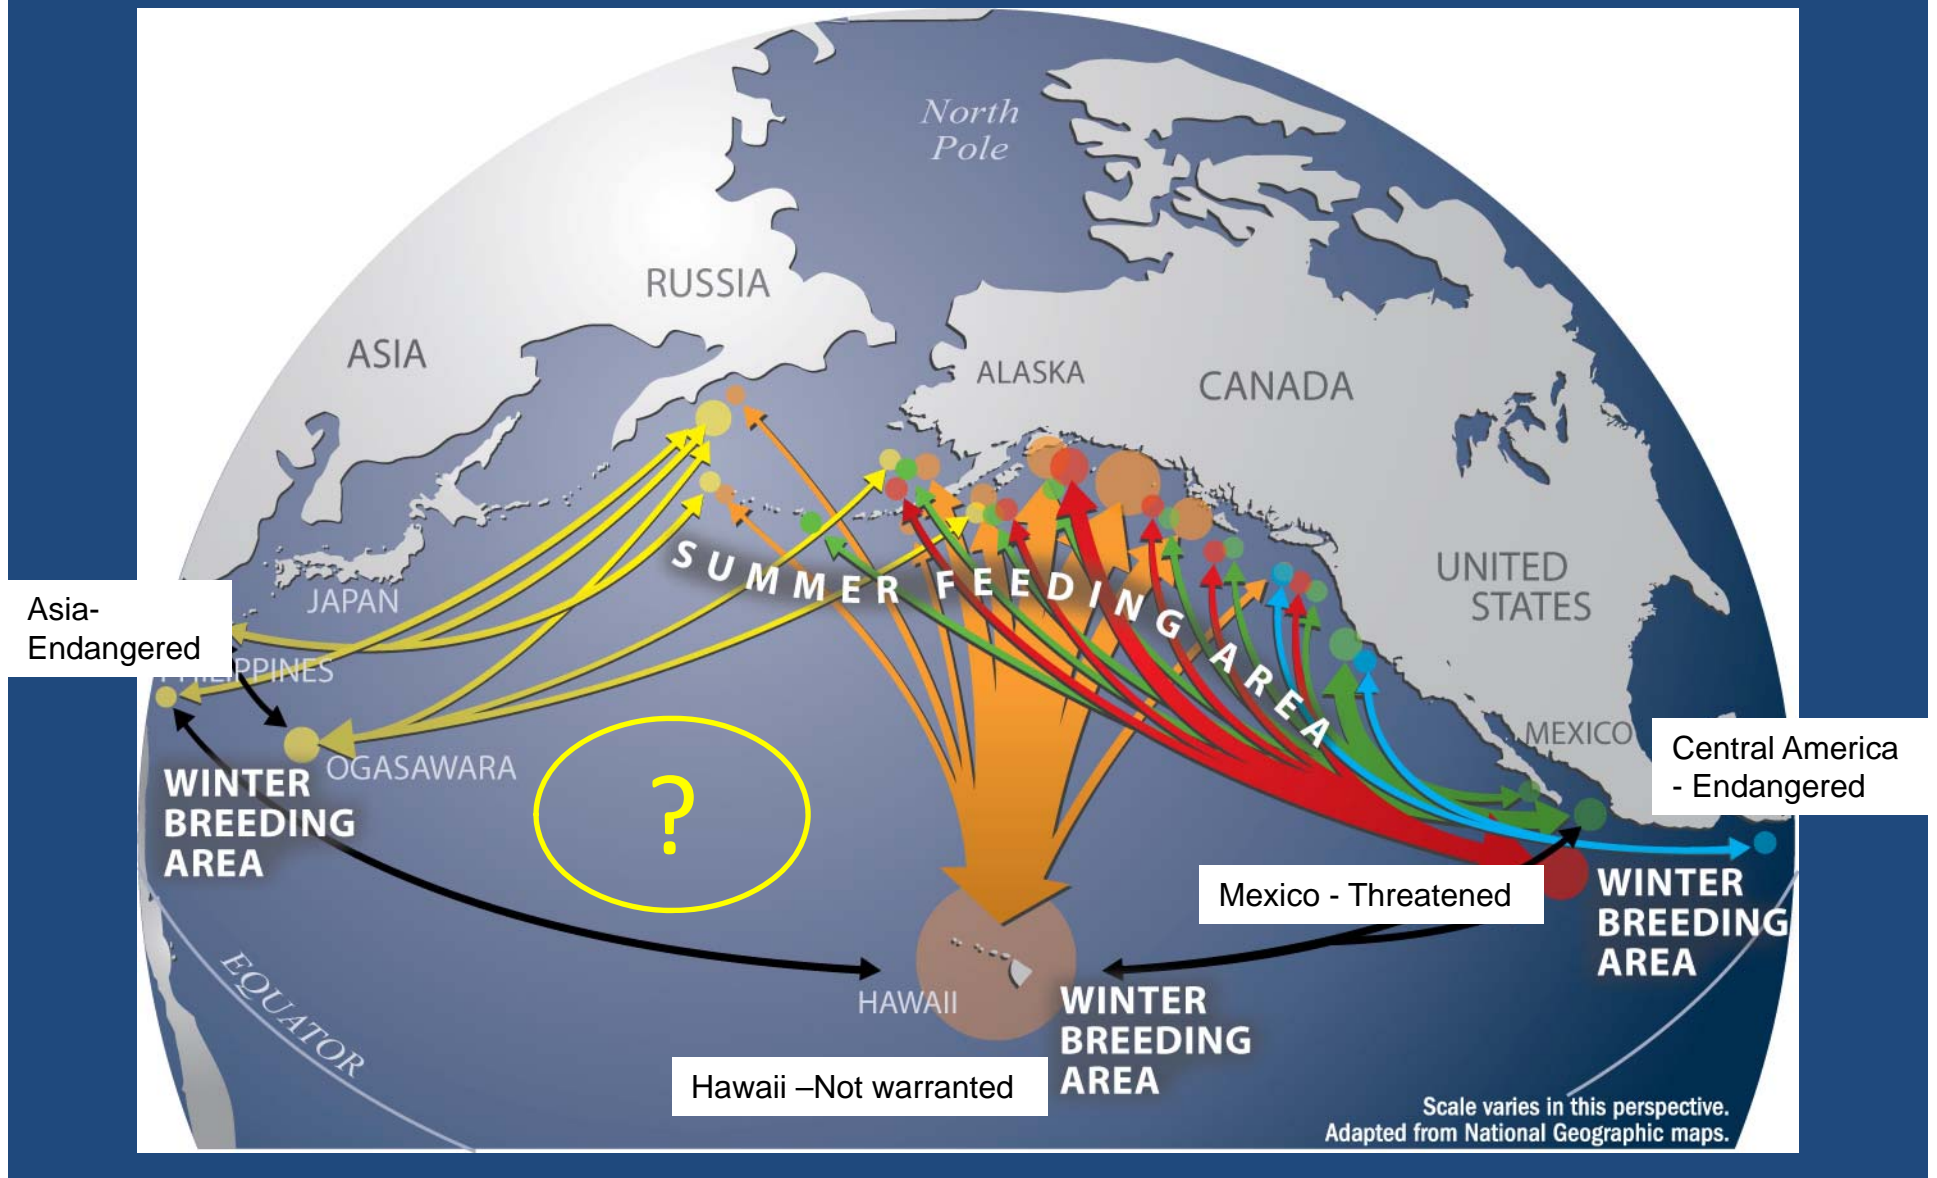 North
Pole
RUSSIA
ASIA
ALASKA
CANADA
UNITED
STATES
JAPAN
SUMMER FEEDING AREA
Asia-
Endangered
PHILIPPINES
OGASAWARA
WINTER
BREEDING
AREA
?
MEXICO
Central America
- Endangered
Mexico - Threatened
WINTER
BREEDING
AREA
EQUATOR
HAWAII
WINTER
BREEDING
AREA
Hawaii –Not warranted
Scale varies in this perspective.
Adapted from National Geographic maps.